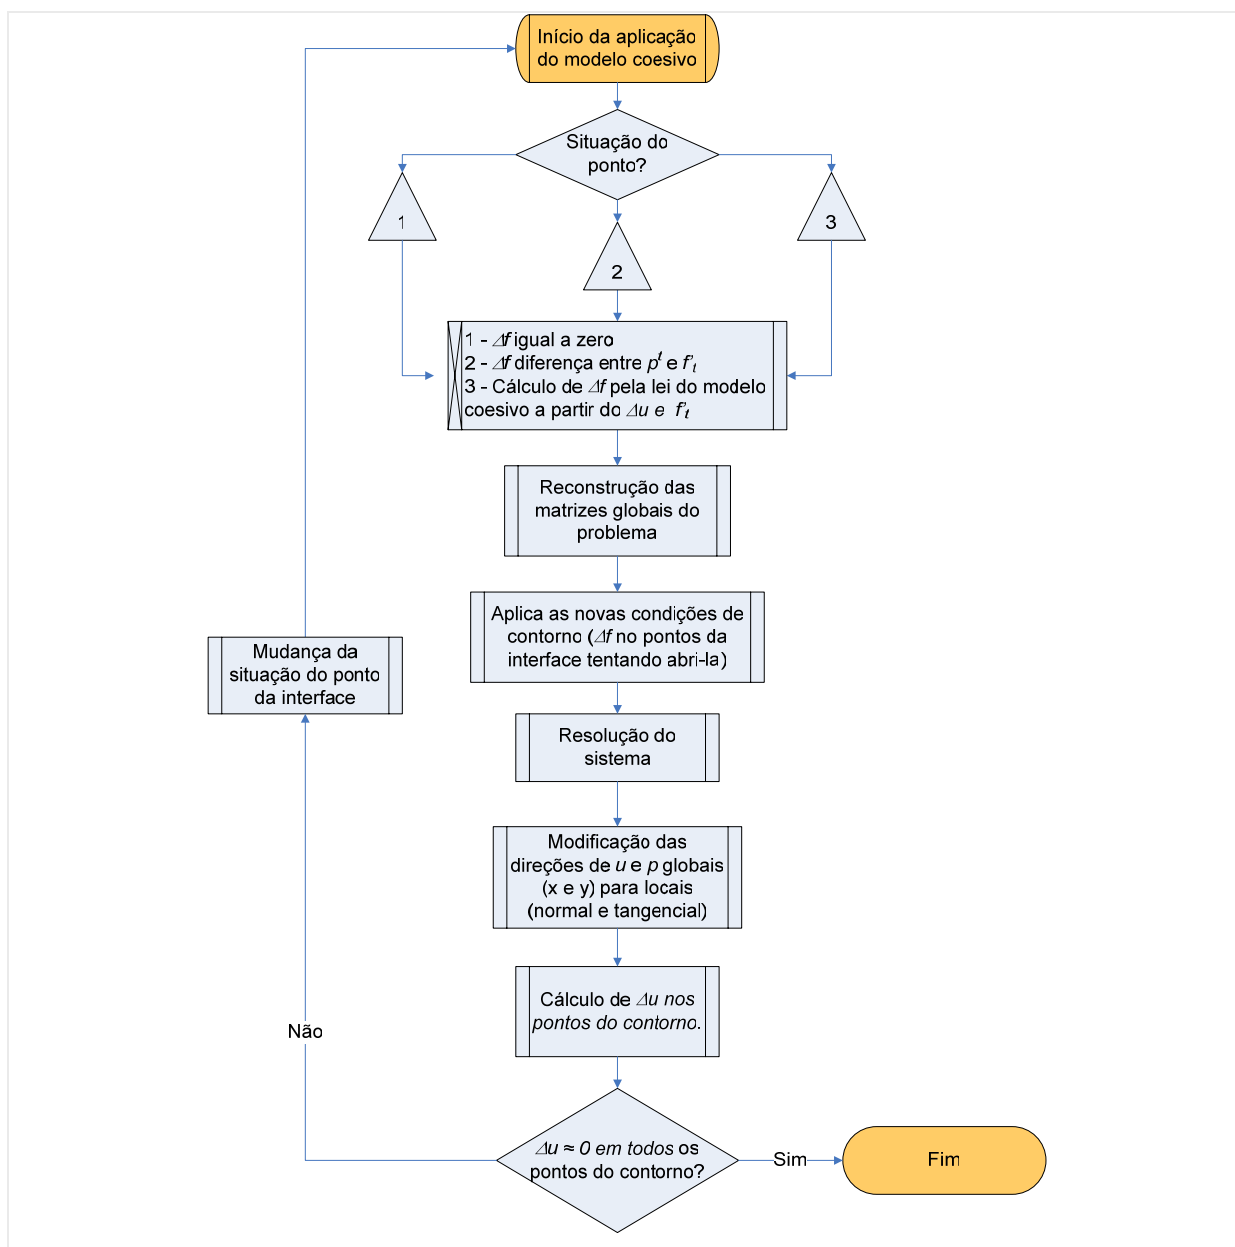 Início da aplicação
do modelo coesivo
Situação do
ponto?
1
2
3
1 - Δf igual a zero
2 - Δf diferença entre pᵗ e f'ₜ
3 - Cálculo de Δf pela lei do modelo
coesivo a partir do Δu e f'ₜ
Reconstrução das
matrizes globais do
problema
Aplica as novas condições de
contorno (Δf no pontos da
interface tentando abri-la)
Mudança da
situação do ponto
da interface
Resolução do
sistema
Modificação das
direções de u e p globais
(x e y) para locais
(normal e tangencial)
Cálculo de Δu nos
pontos do contorno.
Não
Δu ≈ 0 em todos os
pontos do contorno?
Sim
Fim